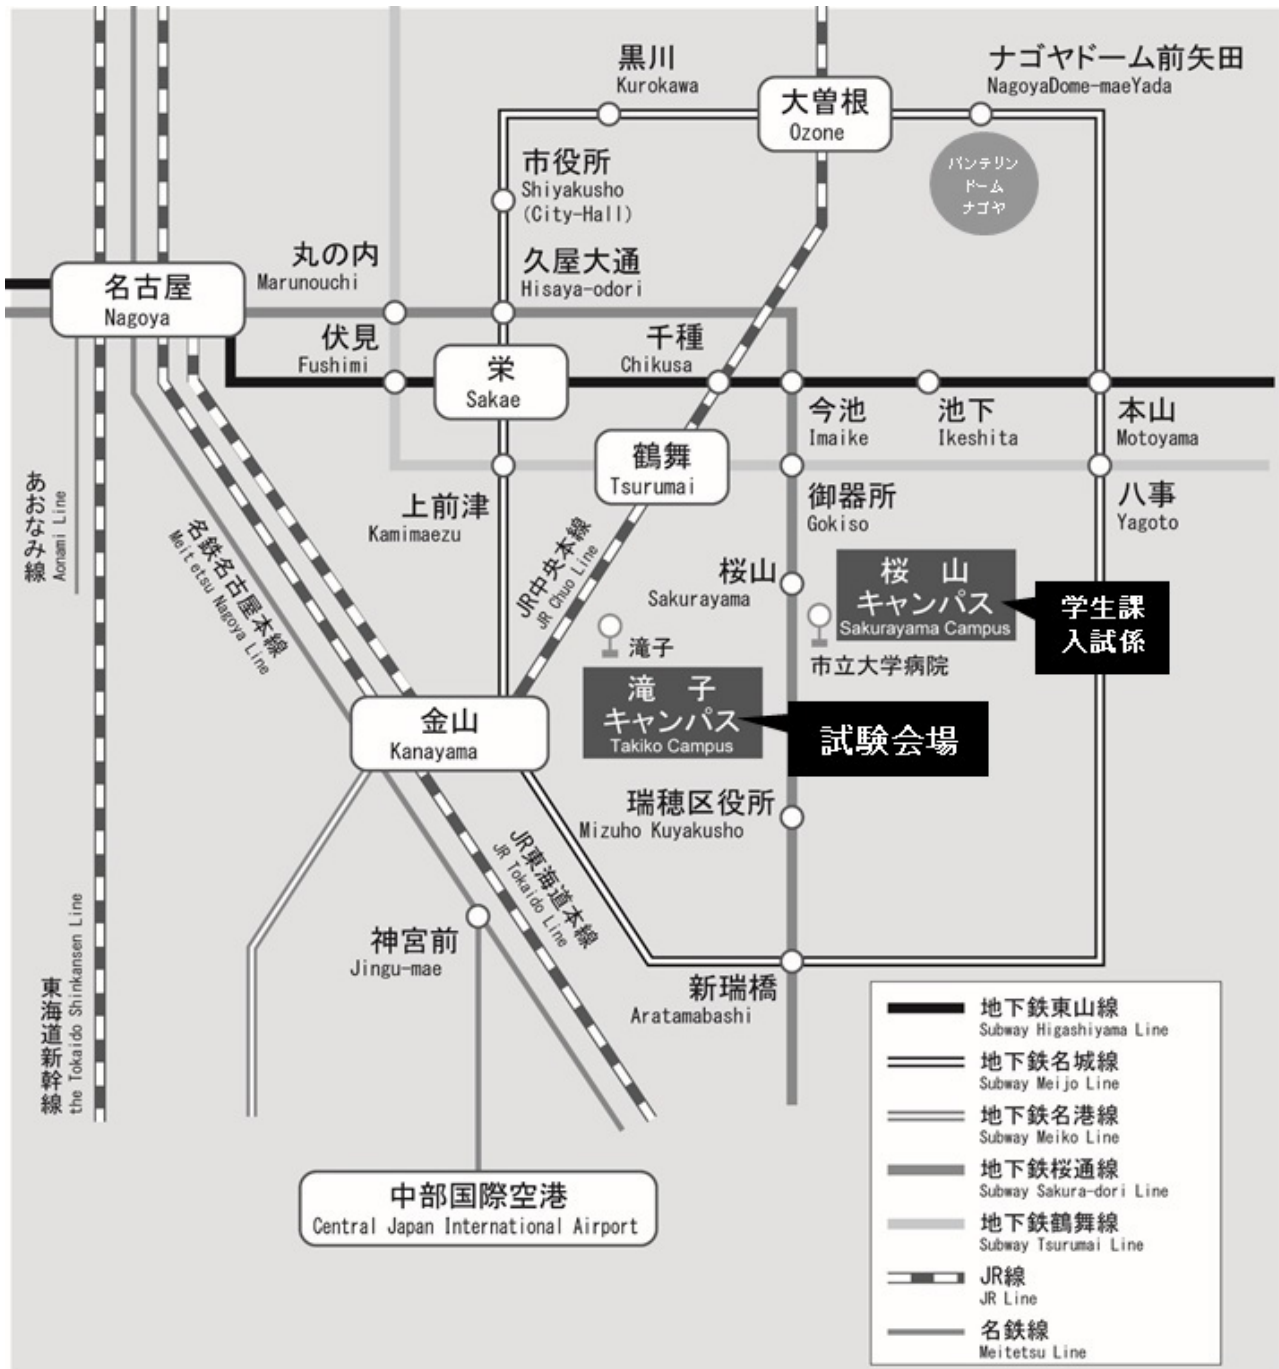 黒川
Kurokawa
大曽根
Ozone
ナゴヤドーム前矢田
NagoyaDome-maeYada
バンテリン
ドーム
ナゴヤ
市役所
Shiyakusho
(City-Hall)
丸の内
Marunouchi
久屋大通
Hisaya-odori
名古屋
Nagoya
伏見
Fushimi
栄
Sakae
千種
Chikusa
今池
Imaike
池下
Ikeshita
本山
Motoyama
鶴舞
Tsurumai
上前津
Kamimaezu
御器所
Gokiso
八事
Yagoto
あおなみ線
Aonami Line
名鉄名古屋本線
Meitetsu Nagoya Line
JR中央本線
JR Chuo Line
桜山
Sakurayama
桜 山
キャンパス
Sakurayama Campus
学生課
入試係
市立大学病院
滝子
滝 子
キャンパス
Takiko Campus
試験会場
金山
Kanayama
瑞穂区役所
Mizuho Kuyakusho
JR東海道本線
JR Tokaido Line
神宮前
Jingu-mae
新瑞橋
Aratamabashi
東海道新幹線
the Tokaido Shinkansen Line
中部国際空港
Central Japan International Airport
地下鉄東山線
Subway Higashiyama Line
地下鉄名城線
Subway Meijo Line
地下鉄名港線
Subway Meiko Line
地下鉄桜通線
Subway Sakura-dori Line
地下鉄鶴舞線
Subway Tsurumai Line
JR線
JR Line
名鉄線
Meitetsu Line